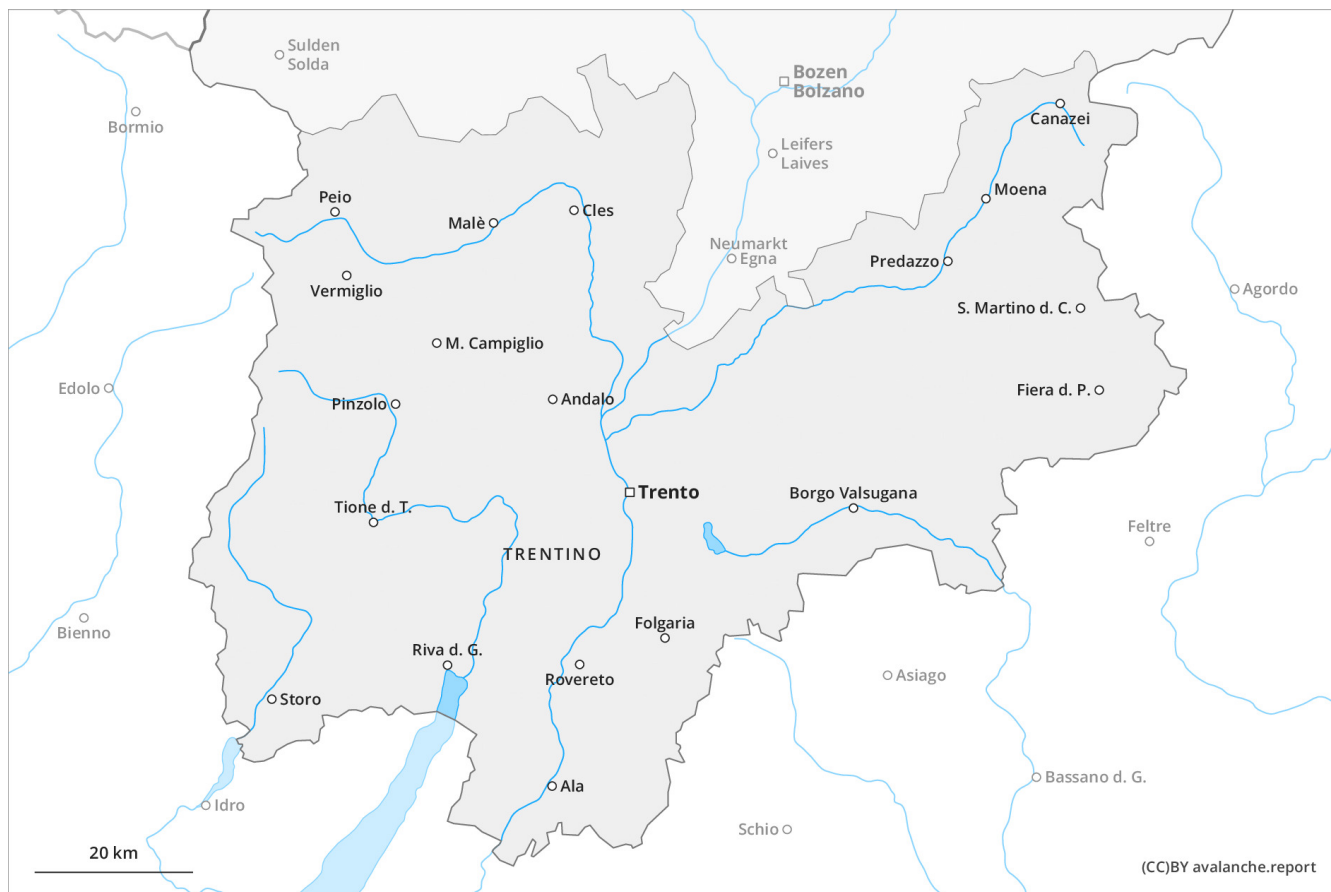 Sulden
Solda
Bozen
Bolzano
Bormio
Canazei
Leifers
Laives
Peio
Malè
Cles
Moena
Neumarkt
Egna
Predazzo
Vermiglio
Agordo
S. Martino d. C.
M. Campiglio
Edolo
Pinzolo
Andalo
Fiera d. P.
Trento
Borgo Valsugana
Tione d. T.
Feltre
TRENTINO
Bienno
Folgaria
Riva d. G.
Rovereto
Asiago
Storo
Bassano d. G.
Ala
Idro
Schio
20 km
(CC)BY avalanche.report